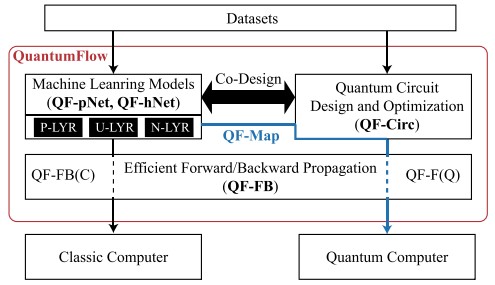 Datasets
QuantumFlow
Machine Leanring Models
(QF-pNet, QF-hNet)
P-LYR U-LYR N-LYR
Co-Design
Quantum Circuit
Design and Optimization
(QF-Circ)
QF-Map
QF-FB(C)
Efficient Forward/Backward Propagation
(QF-FB)
QF-F(Q)
Classic Computer
Quantum Computer